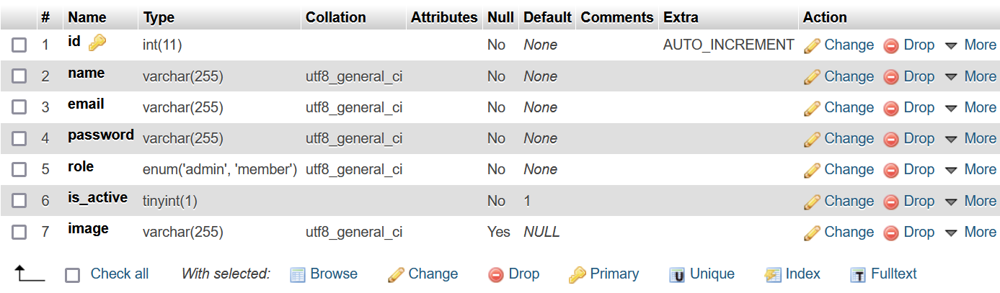 # Name Type Collation Attributes Null Default Comments Extra Action
1 id int(11) No None AUTO_INCREMENT Change Drop More
2 name varchar(255) utf8_general_ci No None Change Drop More
3 email varchar(255) utf8_general_ci No None Change Drop More
4 password varchar(255) utf8_general_ci No None Change Drop More
5 role enum('admin', 'member') utf8_general_ci No None Change Drop More
6 is_active tinyint(1) No 1 Change Drop More
7 image varchar(255) utf8_general_ci Yes NULL Change Drop More
Check all With selected: Browse Change Drop Primary U Unique Index T Fulltext